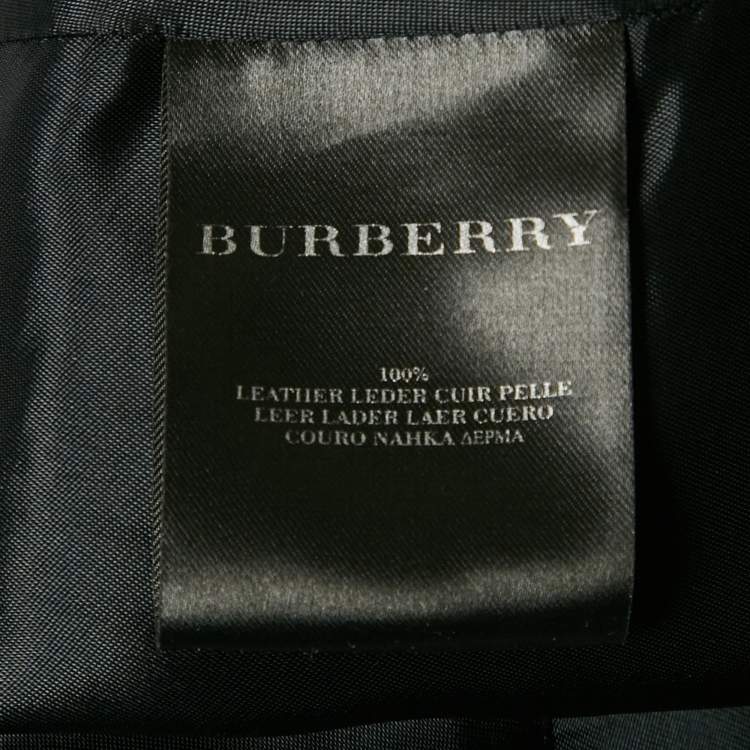 BURBERRY
100%
LEATHER LEDER CUIR PELLE
LEER LADER LAER CUERO
COURO NAHKA ΔΕΡΜΑ